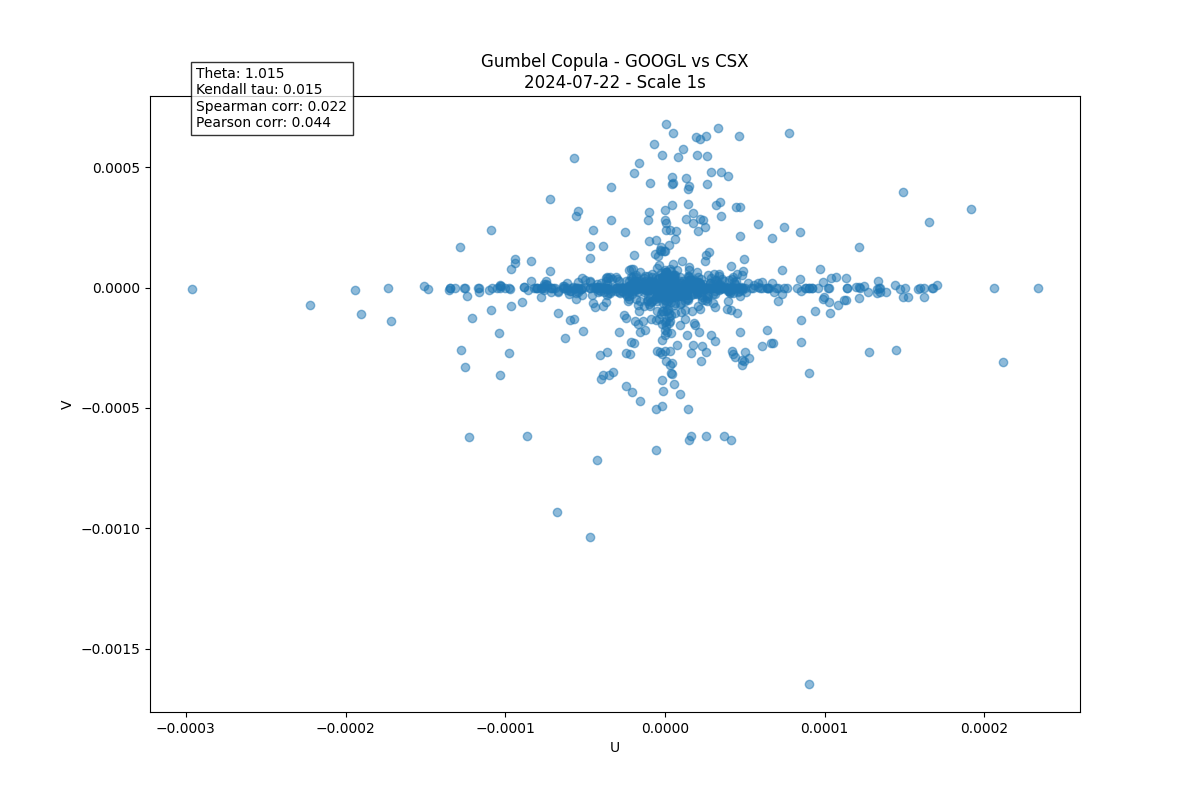 Gumbel Copula - GOOGL vs CSX
2024-07-22 - Scale 1s
Theta: 1.015
Kendall tau: 0.015
Spearman corr: 0.022
Pearson corr: 0.044
V
0.0005
0.0000
−0.0005
−0.0010
−0.0015
−0.0003 −0.0002 −0.0001 0.0000 0.0001 0.0002
U